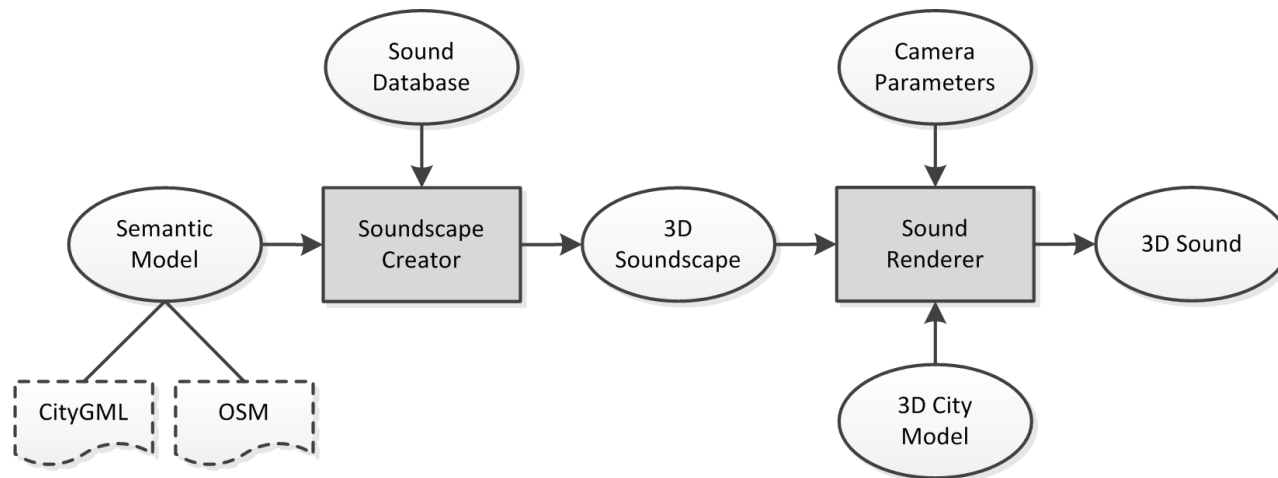 Sound
Database
Camera
Parameters
Semantic
Model
Soundscape
Creator
3D
Soundscape
Sound
Renderer
3D Sound
CityGML
OSM
3D City
Model